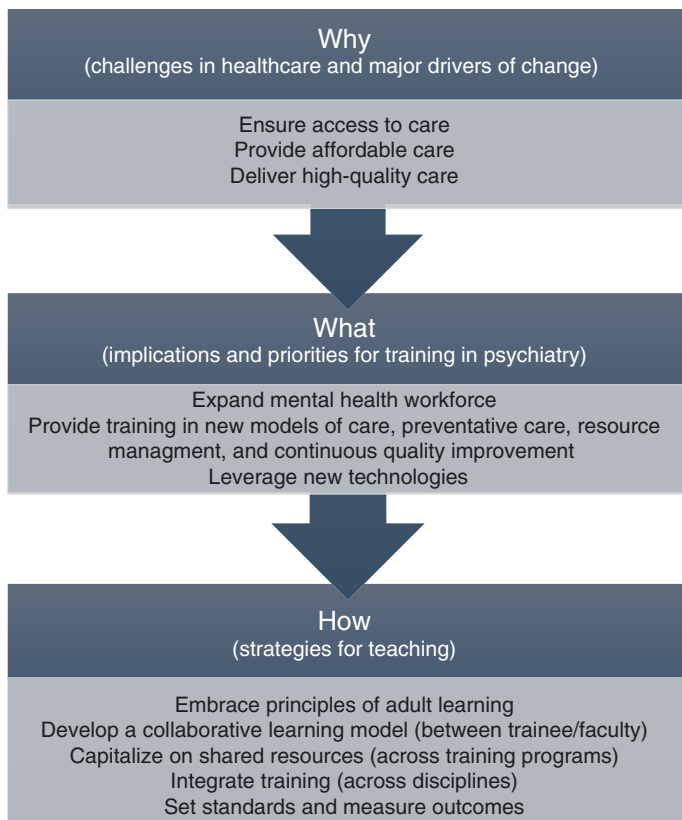 Why
(challenges in healthcare and major drivers of change)
Ensure access to care
Provide affordable care
Deliver high-quality care
What
(implications and priorities for training in psychiatry)
Expand mental health workforce
Provide training in new models of care, preventative care, resource
managment, and continuous quality improvement
Leverage new technologies
How
(strategies for teaching)
Embrace principles of adult learning
Develop a collaborative learning model (between trainee/faculty)
Capitalize on shared resources (across training programs)
Integrate training (across disciplines)
Set standards and measure outcomes